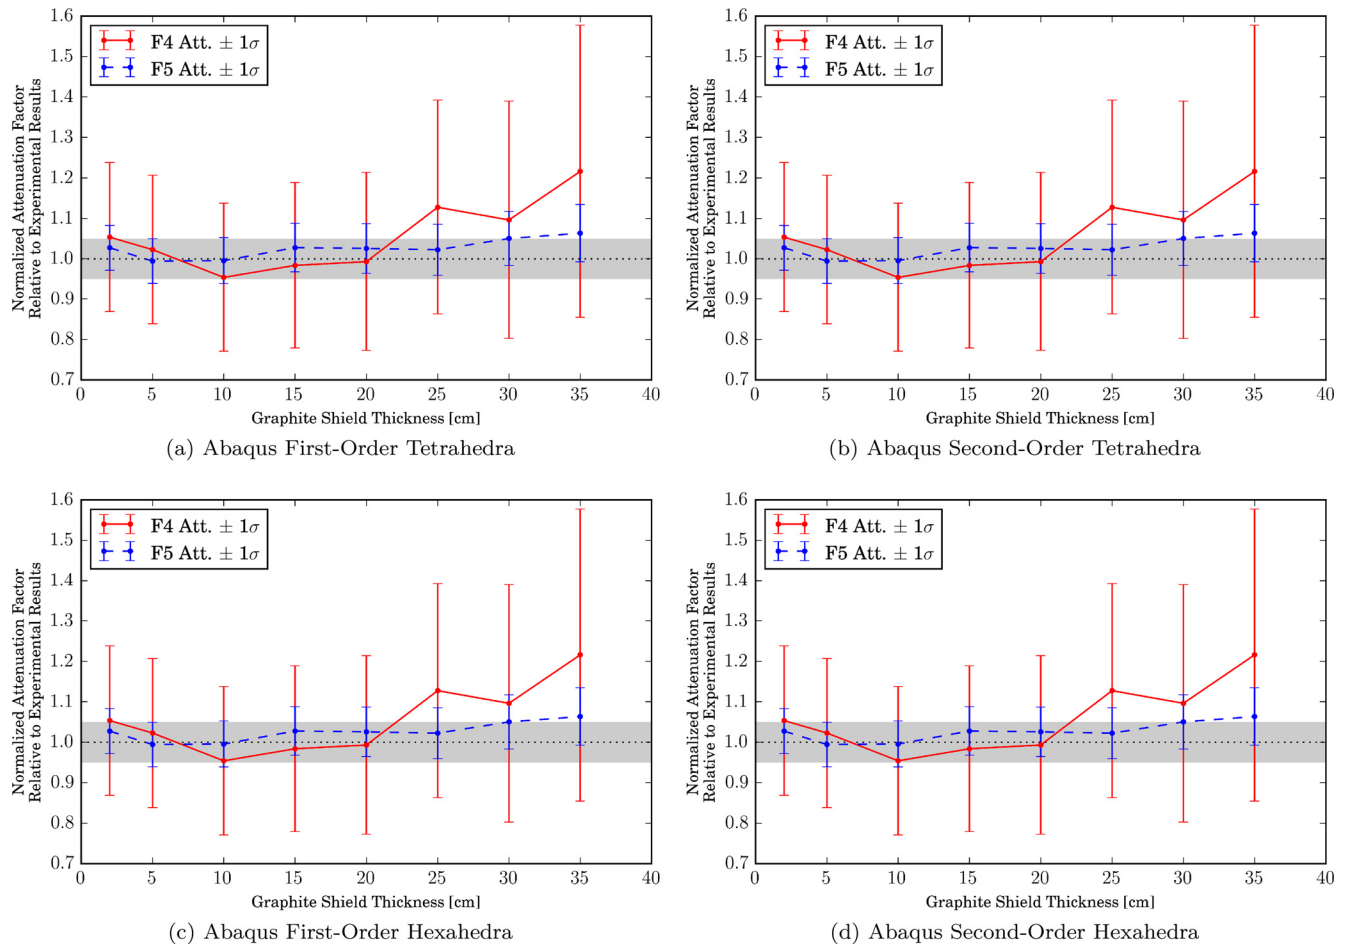 Normalized Attenuation Factor
Relative to Experimental Results
1.6
1.5
1.4
1.3
1.2
1.1
1.0
0.9
0.8
0.7
F4 Att. ± 1σ
F5 Att. ± 1σ
0 5 10 15 20 25 30 35 40
Graphite Shield Thickness [cm]
(a) Abaqus First-Order Tetrahedra
Normalized Attenuation Factor
Relative to Experimental Results
1.6
1.5
1.4
1.3
1.2
1.1
1.0
0.9
0.8
0.7
F4 Att. ± 1σ
F5 Att. ± 1σ
0 5 10 15 20 25 30 35 40
Graphite Shield Thickness [cm]
(b) Abaqus Second-Order Tetrahedra
Normalized Attenuation Factor
Relative to Experimental Results
1.6
1.5
1.4
1.3
1.2
1.1
1.0
0.9
0.8
0.7
F4 Att. ± 1σ
F5 Att. ± 1σ
0 5 10 15 20 25 30 35 40
Graphite Shield Thickness [cm]
(c) Abaqus First-Order Hexahedra
Normalized Attenuation Factor
Relative to Experimental Results
1.6
1.5
1.4
1.3
1.2
1.1
1.0
0.9
0.8
0.7
F4 Att. ± 1σ
F5 Att. ± 1σ
0 5 10 15 20 25 30 35 40
Graphite Shield Thickness [cm]
(d) Abaqus Second-Order Hexahedra